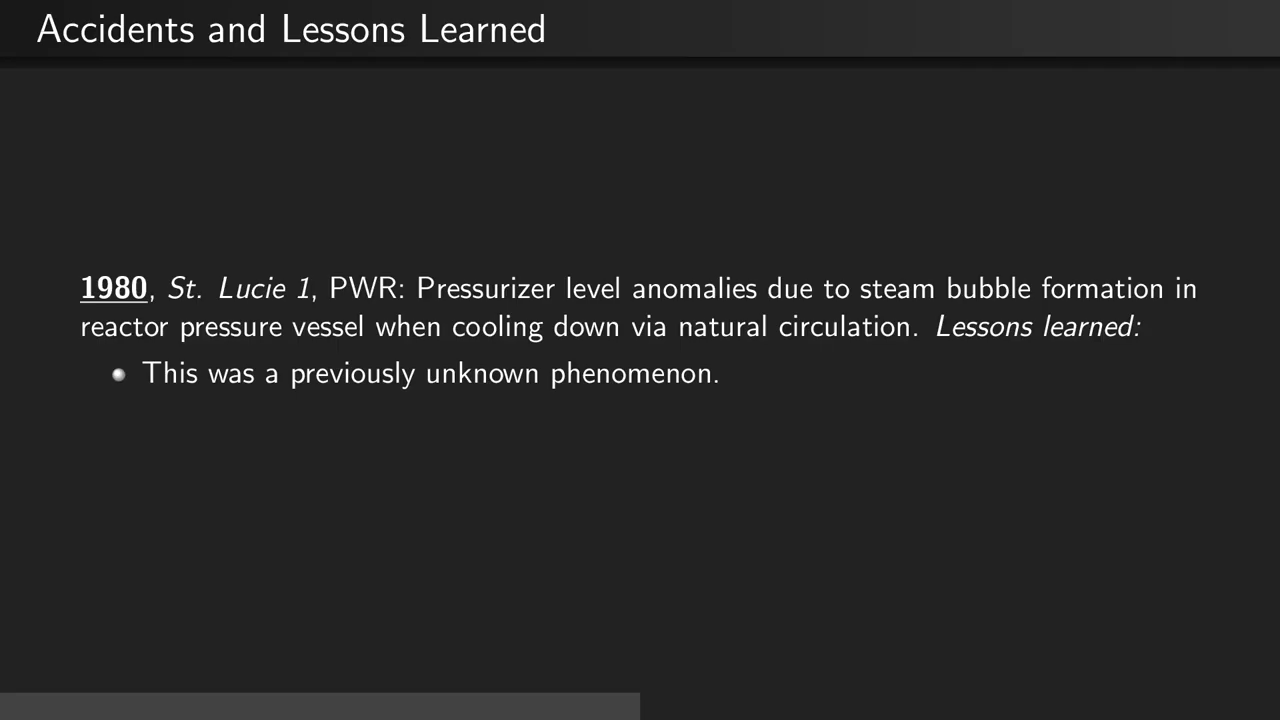 Accidents and Lessons Learned
1980, St. Lucie 1, PWR: Pressurizer level anomalies due to steam bubble formation in
reactor pressure vessel when cooling down via natural circulation. Lessons learned:
This was a previously unknown phenomenon.